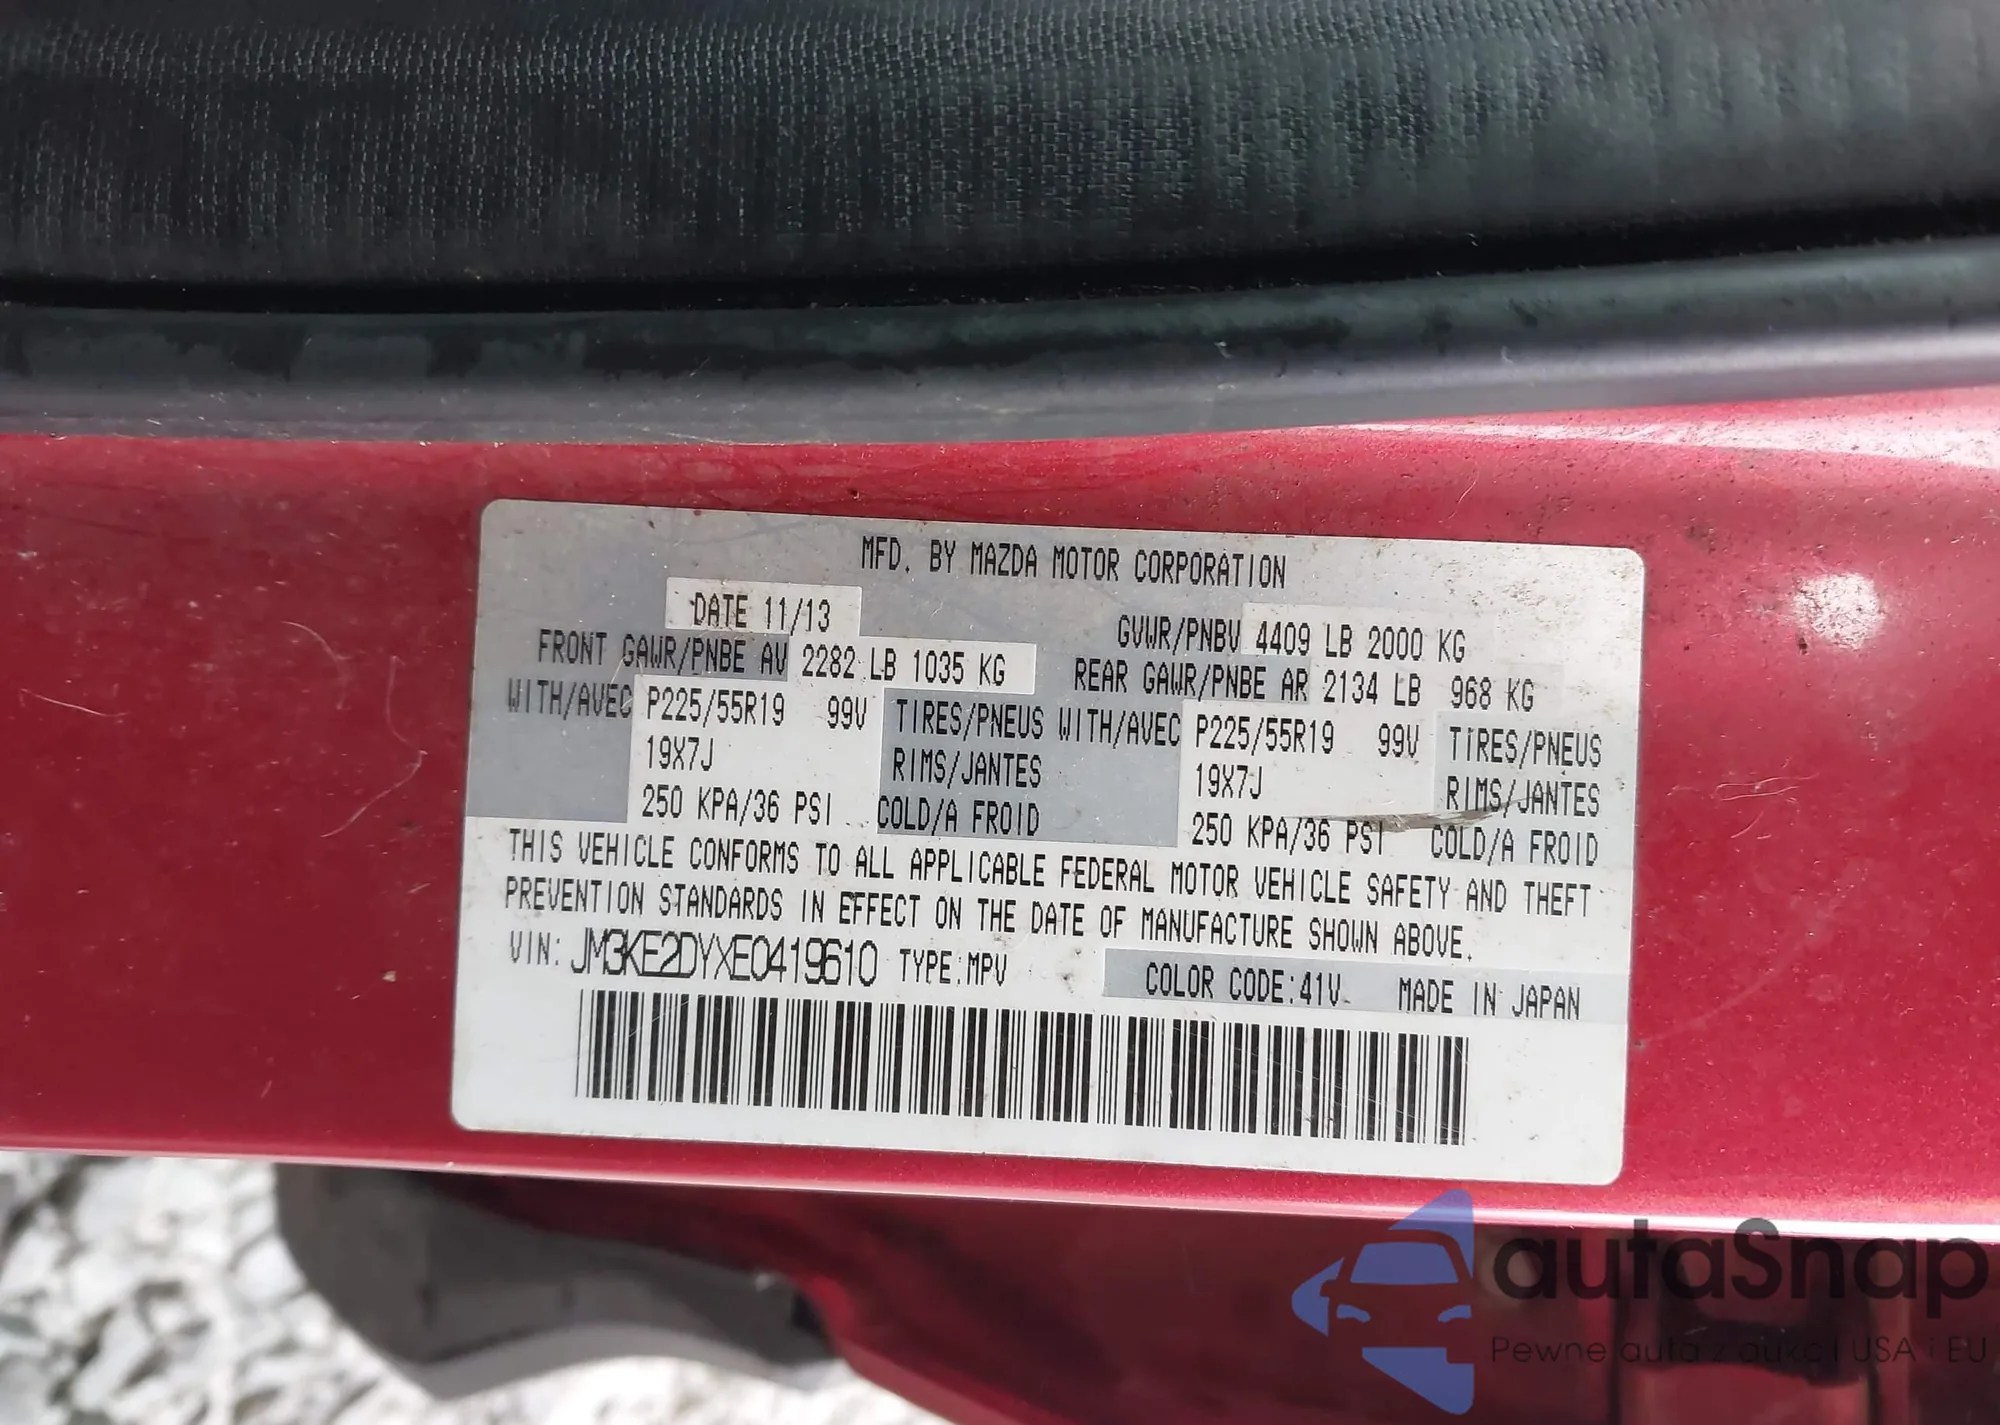 MFD. BY MAZDA MOTOR CORPORATION
DATE 11/13 GVWR/PNBV 4409 LB 2000 KG
FRONT GAWR/PNBE AV 2282 LB 1035 KG REAR GAWR/PNBE AR 2134 LB 968 KG
WITH/AVEC P225/55R19 99V TIRES/PNEUS WITH/AVEC P225/55R19 99V TIRES/PNEUS
19X7J RIMS/JANTES 19X7J RIMS/JANTES
250 KPA/36 PSI COLD/A FROID 250 KPA/36 PSI COLD/A FROID
THIS VEHICLE CONFORMS TO ALL APPLICABLE FEDERAL MOTOR VEHICLE SAFETY AND THEFT
PREVENTION STANDARDS IN EFFECT ON THE DATE OF MANUFACTURE SHOWN ABOVE.
VIN: JM3KE2DYXE0419610 TYPE:MPV COLOR CODE:41V MADE IN JAPAN
autaSnap
Pewne auta z aukcji USA i EU